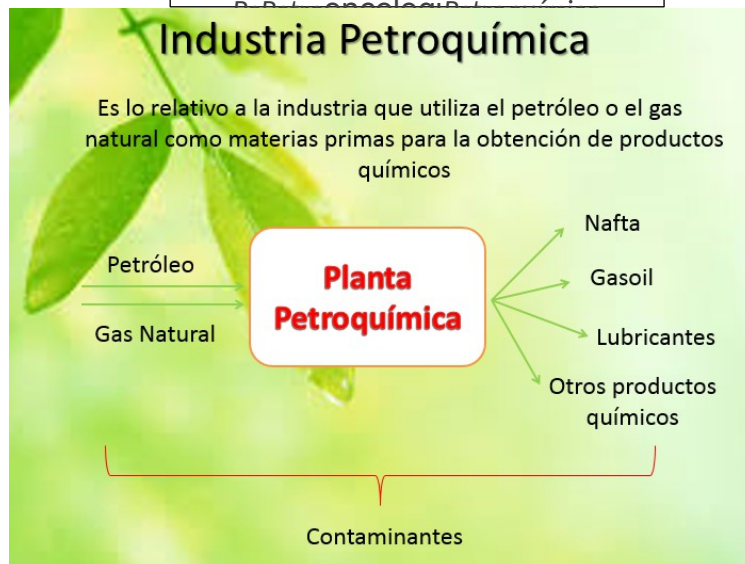 Industria Petroquímica
Es lo relativo a la industria que utiliza el petróleo o el gas
natural como materias primas para la obtención de productos
químicos
Petróleo
Gas Natural
Planta
Petroquímica
Nafta
Gasoil
Lubricantes
Otros productos
químicos
Contaminantes